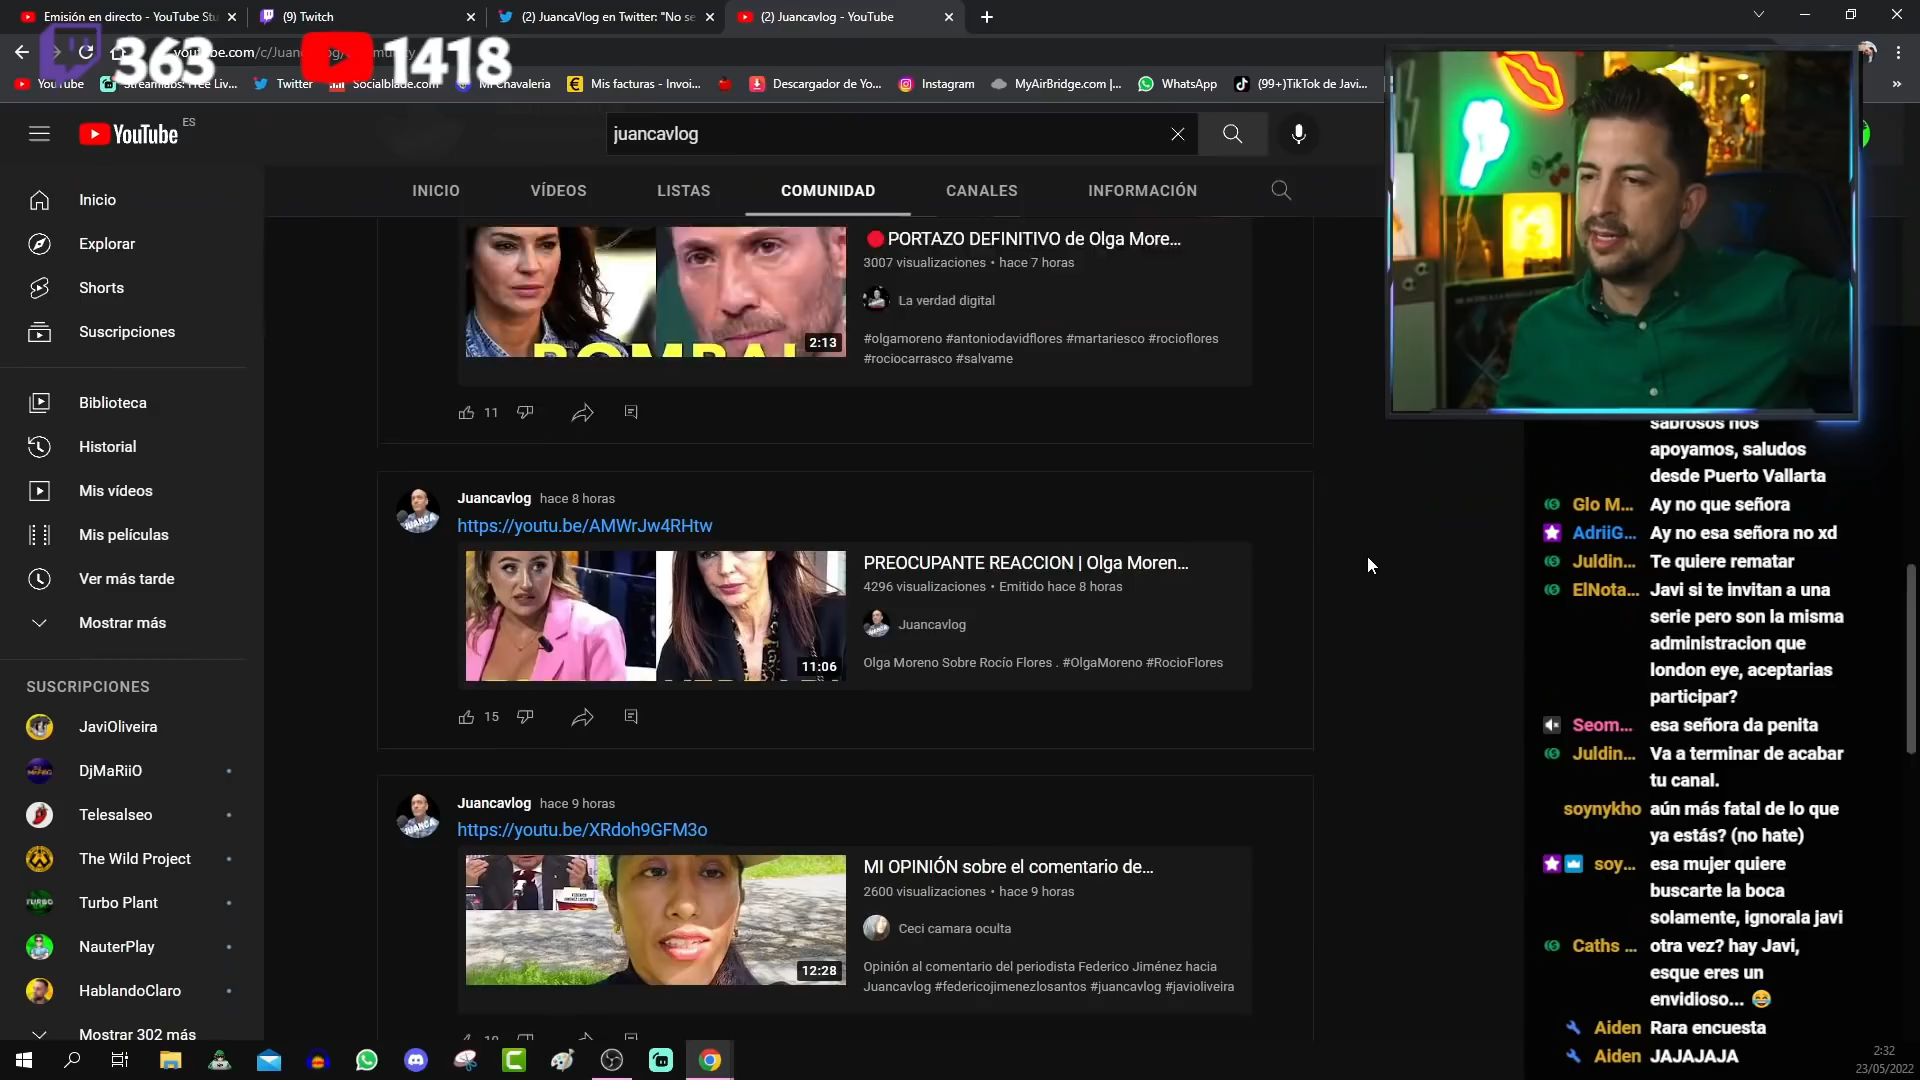 Emisión en directo - YouTube Stu
(9) Twitch
(2) JuancaVlog en Twitter: "No se
(2) Juancavlog - YouTube
youtube.com/c/Juan
363
1418
YouTube
Streamlabs: Free Liv...
Twitter
Socialblade.com
Mi Chavaleria
Mis facturas - Invoi...
Descargador de Yo...
Instagram
MyAirBridge.com |...
WhatsApp
(99+)TikTok de Javi...
»
YouTube ES
juancavlog
INICIO
VÍDEOS
LISTAS
COMUNIDAD
CANALES
INFORMACIÓN
Inicio
Explorar
Shorts
Suscripciones
Biblioteca
Historial
Mis vídeos
Mis películas
Ver más tarde
Mostrar más
SUSCRIPCIONES
JaviOliveira
DjMaRiiO
Telesalseo
The Wild Project
Turbo Plant
NauterPlay
HablandoClaro
Mostrar 302 más
PORTAZO DEFINITIVO de Olga More...
3007 visualizaciones • hace 7 horas
La verdad digital
#olgamoreno #antoniodavidflores #martariesco #rocioflores
#rociocarrasco #salvame
2:13
11
Juancavlog hace 8 horas
https://youtu.be/AMWrJw4RHtw
PREOCUPANTE REACCION | Olga Moren...
4296 visualizaciones • Emitido hace 8 horas
Juancavlog
Olga Moreno Sobre Rocío Flores . #OlgaMoreno #RocioFlores
11:06
15
Juancavlog hace 9 horas
https://youtu.be/XRdoh9GFM3o
MI OPINIÓN sobre el comentario de...
2600 visualizaciones • hace 9 horas
Ceci camara oculta
Opinión al comentario del periodista Federico Jiménez hacia
Juancavlog #federicojimenezlosantos #juancavlog #javioliveira
12:28
sabrosos nos
apoyamos, saludos
desde Puerto Vallarta
Glo M... Ay no que señora
AdriiG... Ay no esa señora no xd
Juldin... Te quiere rematar
ElNota... Javi si te invitan a una
serie pero son la misma
administracion que
london eye, aceptarias
participar?
Seom... esa señora da penita
Juldin... Va a terminar de acabar
tu canal.
soynykho aún más fatal de lo que
ya estás? (no hate)
soy... esa mujer quiere
buscarte la boca
solamente, ignorala javi
Caths ... otra vez? hay Javi,
esque eres un
envidioso... 😂
Aiden Rara encuesta
Aiden JAJAJAJA
2:32
23/05/2022